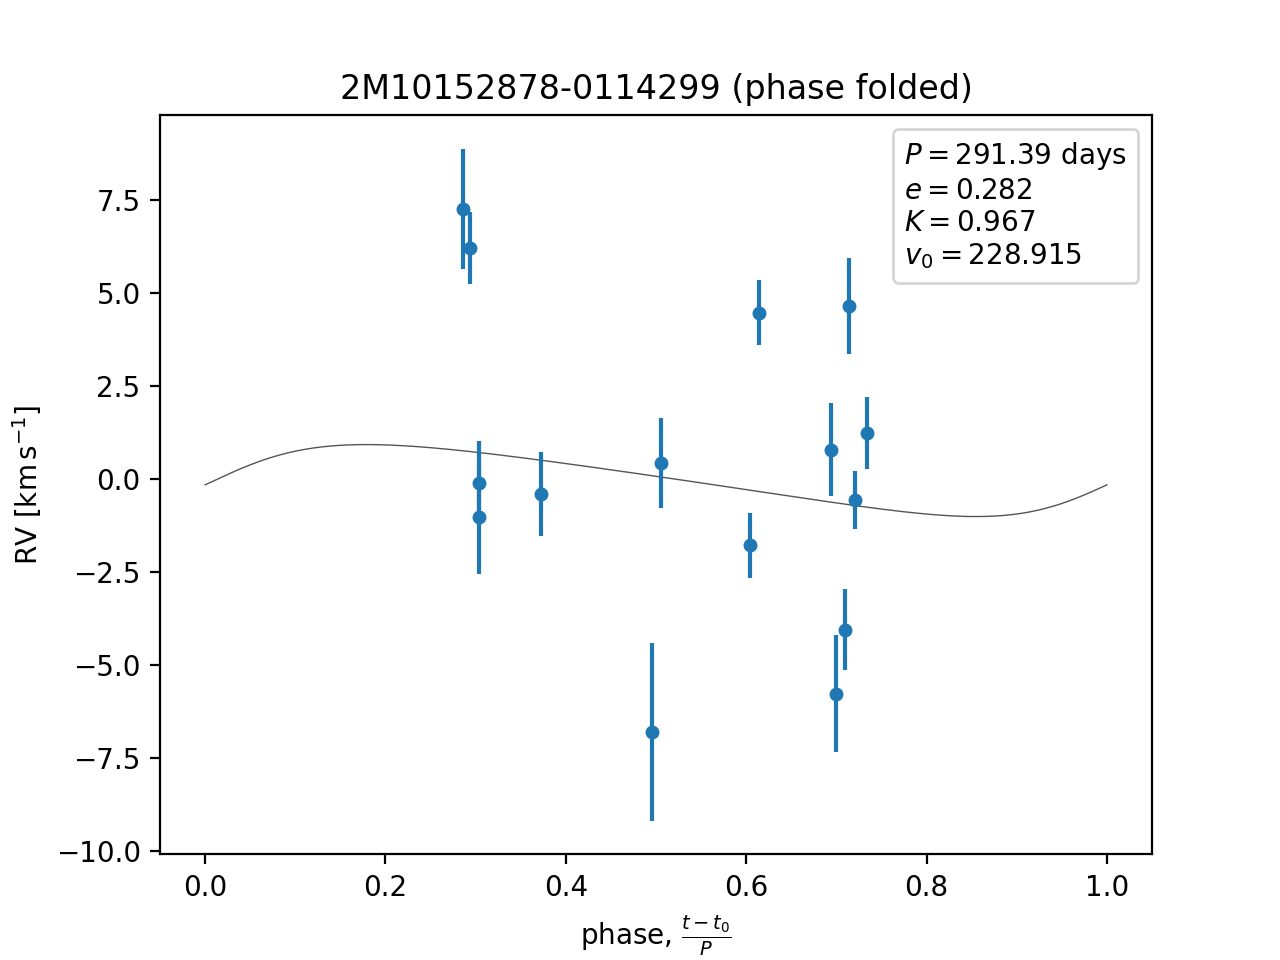 2M10152878-0114299 (phase folded)
P = 291.39 days
e = 0.282
K = 0.967
v₀ = 228.915
7.5
5.0
2.5
0.0
−2.5
−5.0
−7.5
−10.0
RV [km s⁻¹]
0.0 0.2 0.4 0.6 0.8 1.0
phase, (t − t₀)/P